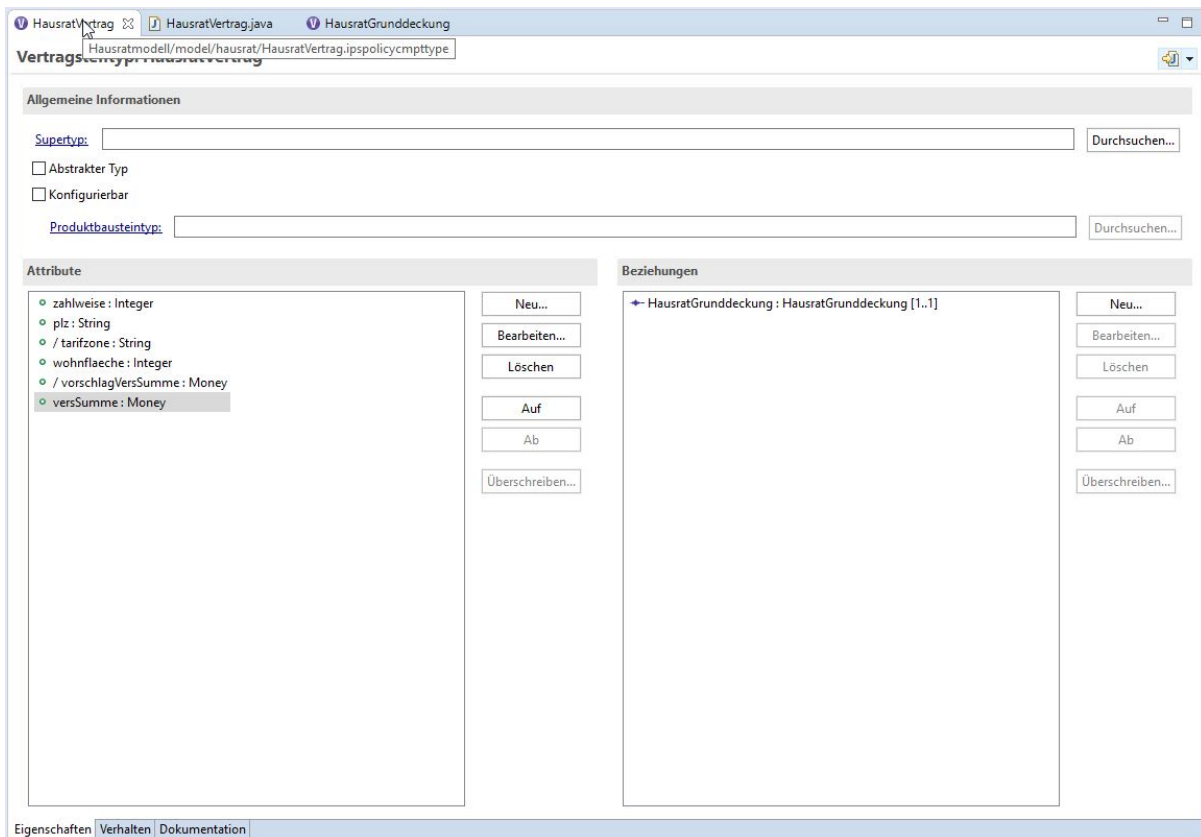 HausratVertrag HausratVertrag.java HausratGrunddeckung
Hausratmodell/model/hausrat/HausratVertrag.ipspolicycmpttype
Allgemeine Informationen
Supertyp: Durchsuchen...
Abstrakter Typ
Konfigurierbar
Produktbausteintyp: Durchsuchen...
Attribute
zahlweise : Integer
plz : String
/ tarifzone : String
wohnflaeche : Integer
/ vorschlagVersSumme : Money
versSumme : Money
Neu...
Bearbeiten...
Löschen
Auf
Ab
Überschreiben...
Beziehungen
HausratGrunddeckung : HausratGrunddeckung [1..1]
Neu...
Bearbeiten...
Löschen
Auf
Ab
Überschreiben...
Eigenschaften Verhalten Dokumentation